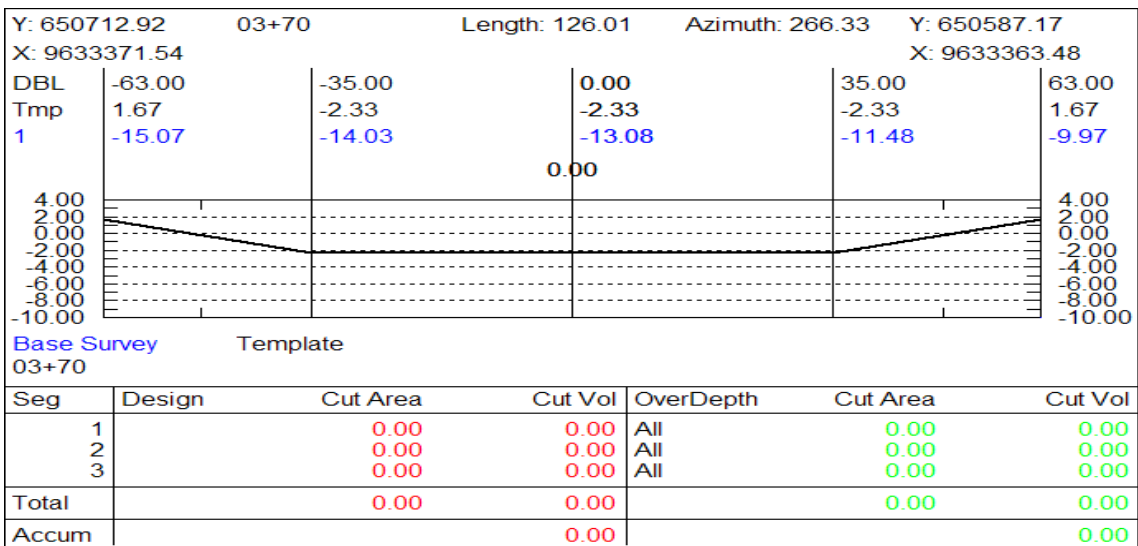 Y: 650712.92 03+70 Length: 126.01 Azimuth: 266.33 Y: 650587.17
X: 9633371.54 X: 9633363.48
DBL -63.00 -35.00 0.00 35.00 63.00
Tmp 1.67 -2.33 -2.33 -2.33 1.67
1 -15.07 -14.03 -13.08 -11.48 -9.97
0.00
4.00 4.00
2.00 2.00
0.00 0.00
-2.00 -2.00
-4.00 -4.00
-6.00 -6.00
-8.00 -8.00
-10.00 -10.00
Base Survey Template
03+70
Seg Design Cut Area Cut Vol OverDepth Cut Area Cut Vol
1 0.00 0.00 All 0.00 0.00
2 0.00 0.00 All 0.00 0.00
3 0.00 0.00 All 0.00 0.00
Total 0.00 0.00 0.00 0.00
Accum 0.00 0.00